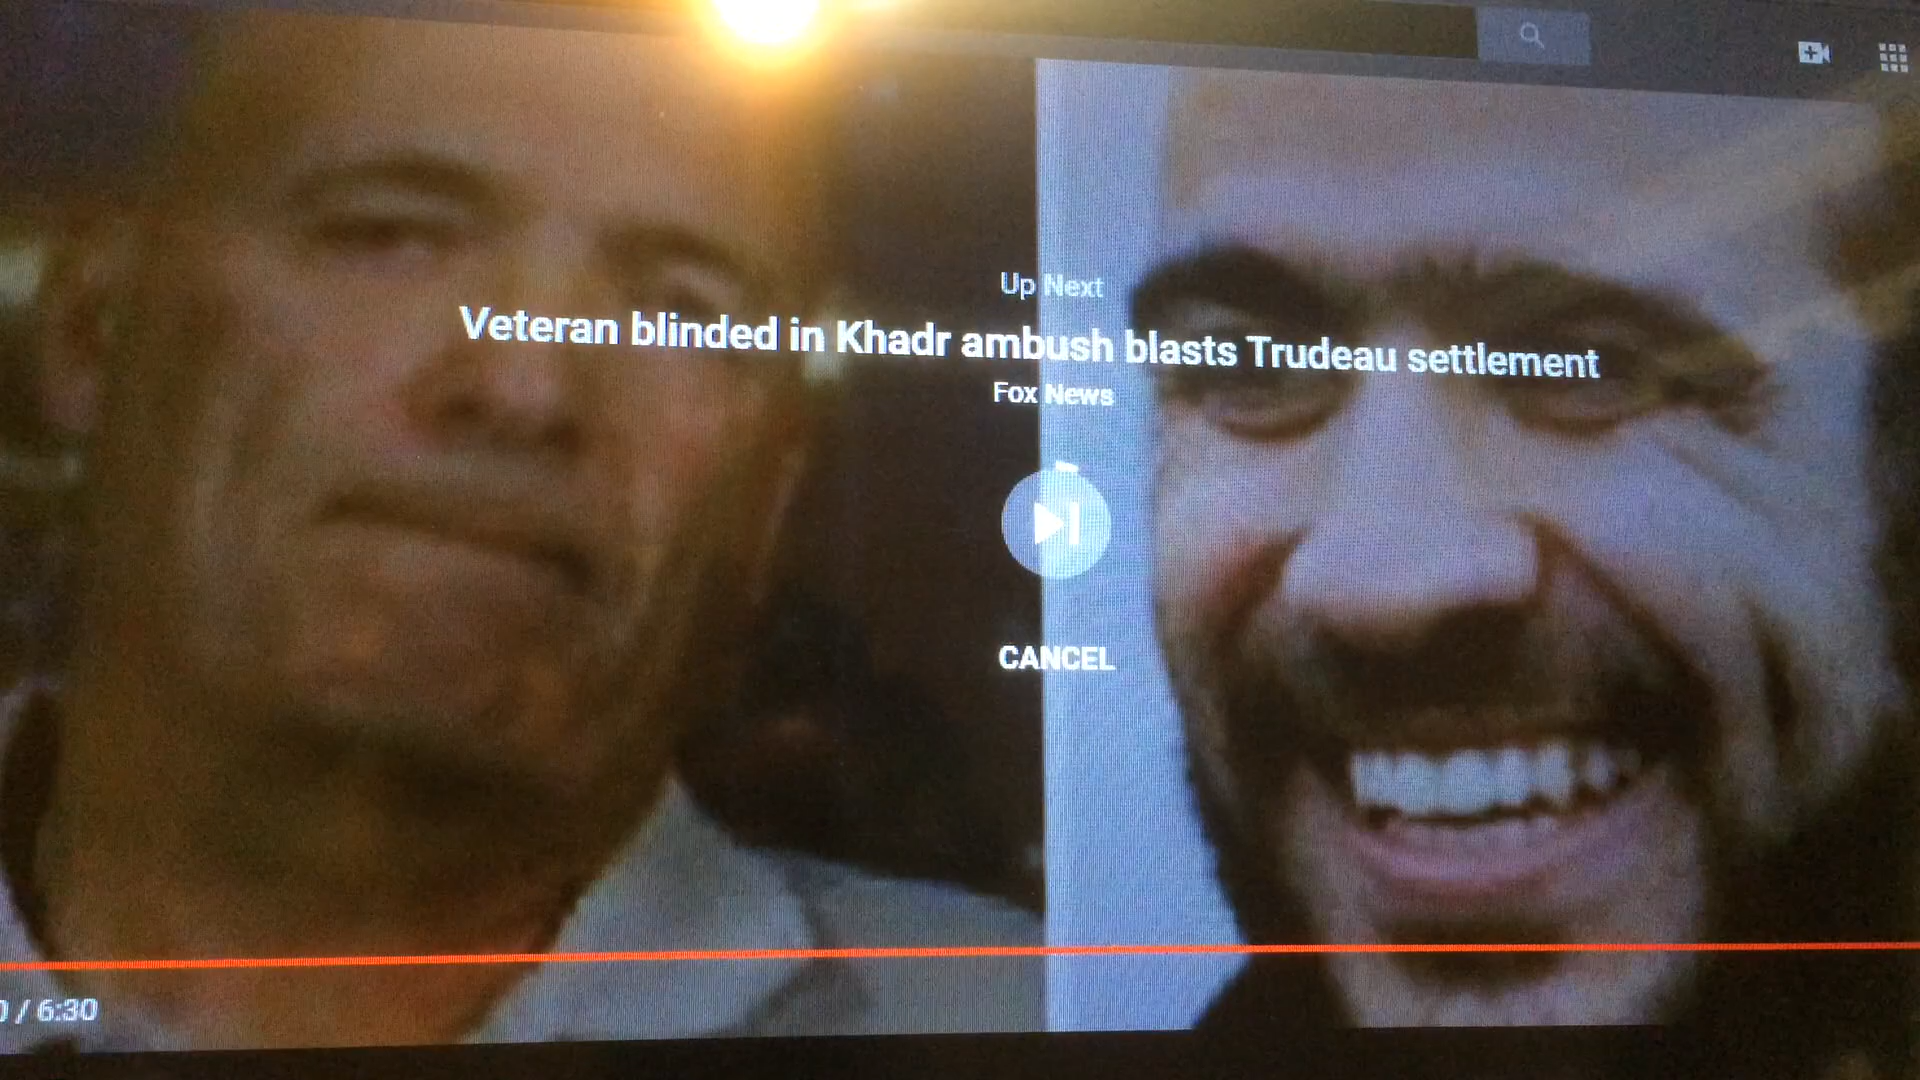 Up Next
Veteran blinded in Khadr ambush blasts Trudeau settlement
Fox News
CANCEL
/ 6:30